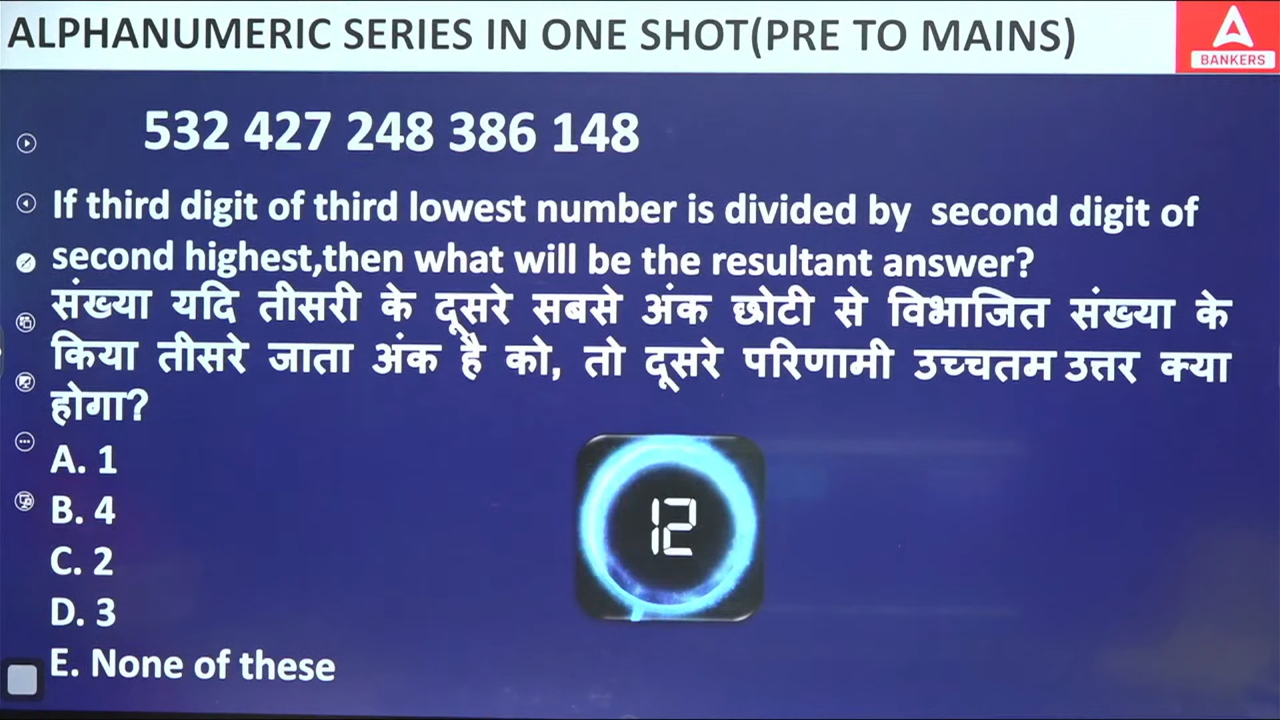 ALPHANUMERIC SERIES IN ONE SHOT(PRE TO MAINS)
BANKERS
532 427 248 386 148
If third digit of third lowest number is divided by second digit of
second highest,then what will be the resultant answer?
संख्या यदि तीसरी के दूसरे सबसे अंक छोटी से विभाजित संख्या के
किया तीसरे जाता अंक है को, तो दूसरे परिणामी उच्चतम उत्तर क्या
होगा?
A. 1
B. 4
C. 2
D. 3
E. None of these
12